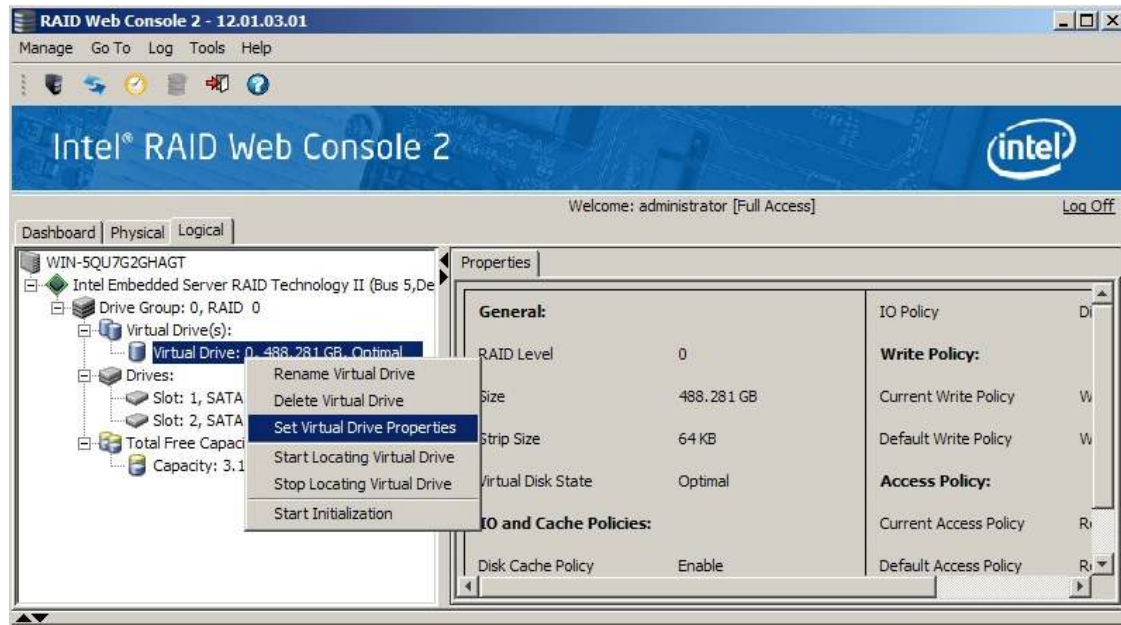 RAID Web Console 2 - 12.01.03.01
Manage Go To Log Tools Help
Intel® RAID Web Console 2
intel
Welcome: administrator [Full Access]
Log Off
Dashboard Physical Logical
WIN-5QU7G2GHAGT
Intel Embedded Server RAID Technology II (Bus 5,De
Drive Group: 0, RAID 0
Virtual Drive(s):
Virtual Drive: 0, 488.281 GB, Optimal
Drives:
Slot: 1, SATA
Slot: 2, SATA
Total Free Capaci
Capacity: 3.1
Rename Virtual Drive
Delete Virtual Drive
Set Virtual Drive Properties
Start Locating Virtual Drive
Stop Locating Virtual Drive
Start Initialization
Properties
General:
RAID Level 0
Size 488.281 GB
Strip Size 64 KB
Virtual Disk State Optimal
IO and Cache Policies:
Disk Cache Policy Enable
IO Policy Di
Write Policy:
Current Write Policy W
Default Write Policy W
Access Policy:
Current Access Policy Re
Default Access Policy Re